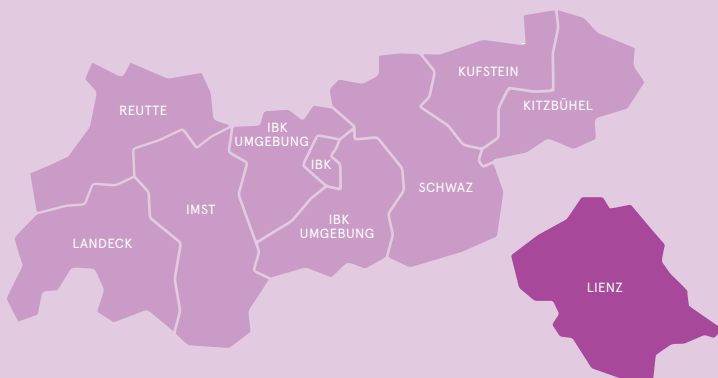 KUFSTEIN
KITZBÜHEL
REUTTE
IBK
UMGEBUNG
IBK
SCHWAZ
IMST
IBK
UMGEBUNG
LANDECK
LIENZ